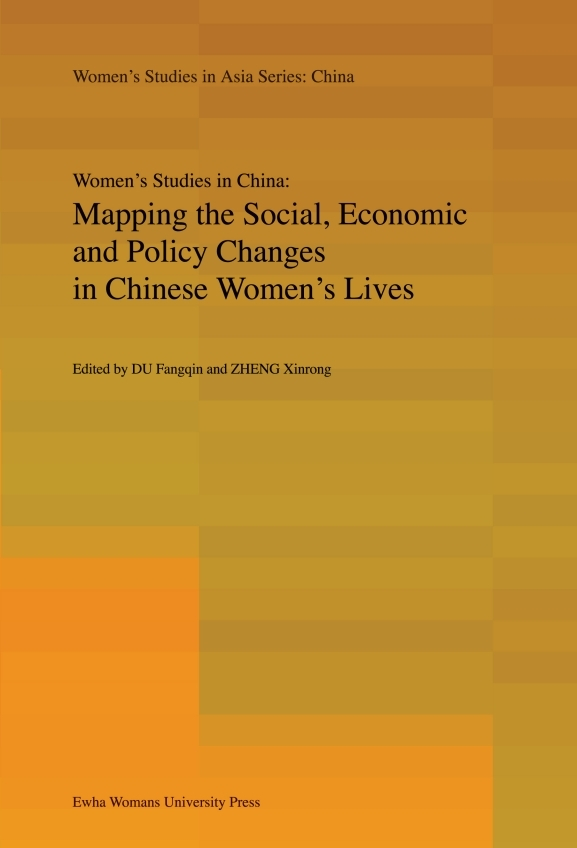 Women’s Studies in Asia Series: China
Women’s Studies in China:
Mapping the Social, Economic
and Policy Changes
in Chinese Women’s Lives
Edited by DU Fangqin and ZHENG Xinrong
Ewha Womans University Press